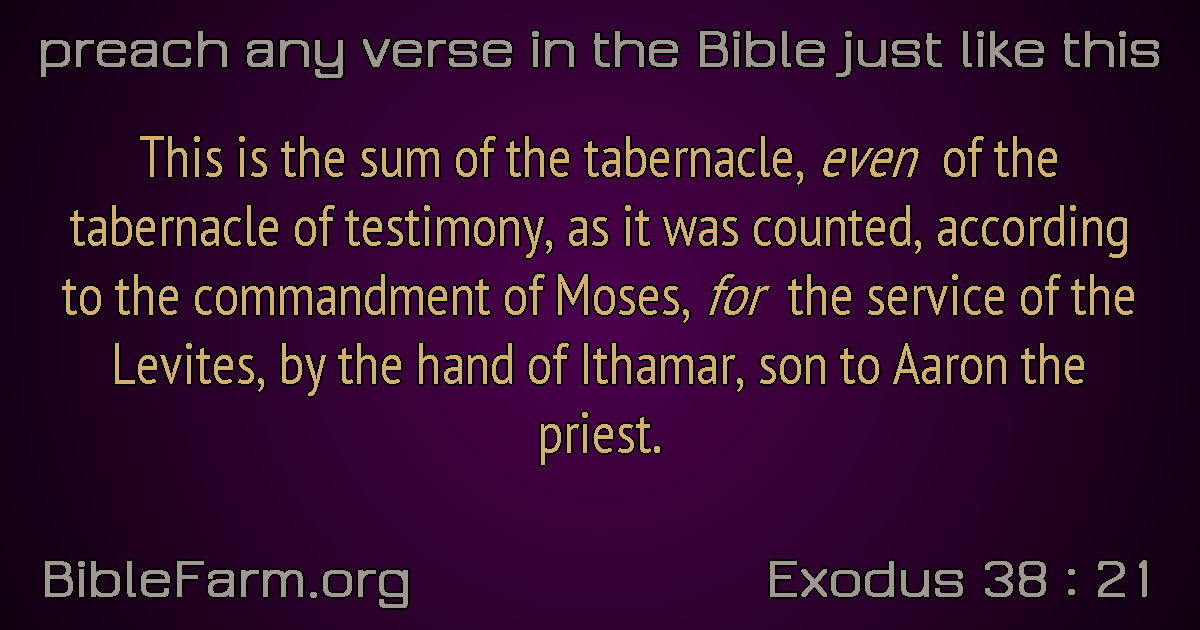 preach any verse in the Bible just like this
This is the sum of the tabernacle, even of the
tabernacle of testimony, as it was counted, according
to the commandment of Moses, for the service of the
Levites, by the hand of Ithamar, son to Aaron the
priest.
BibleFarm.org
Exodus 38 : 21